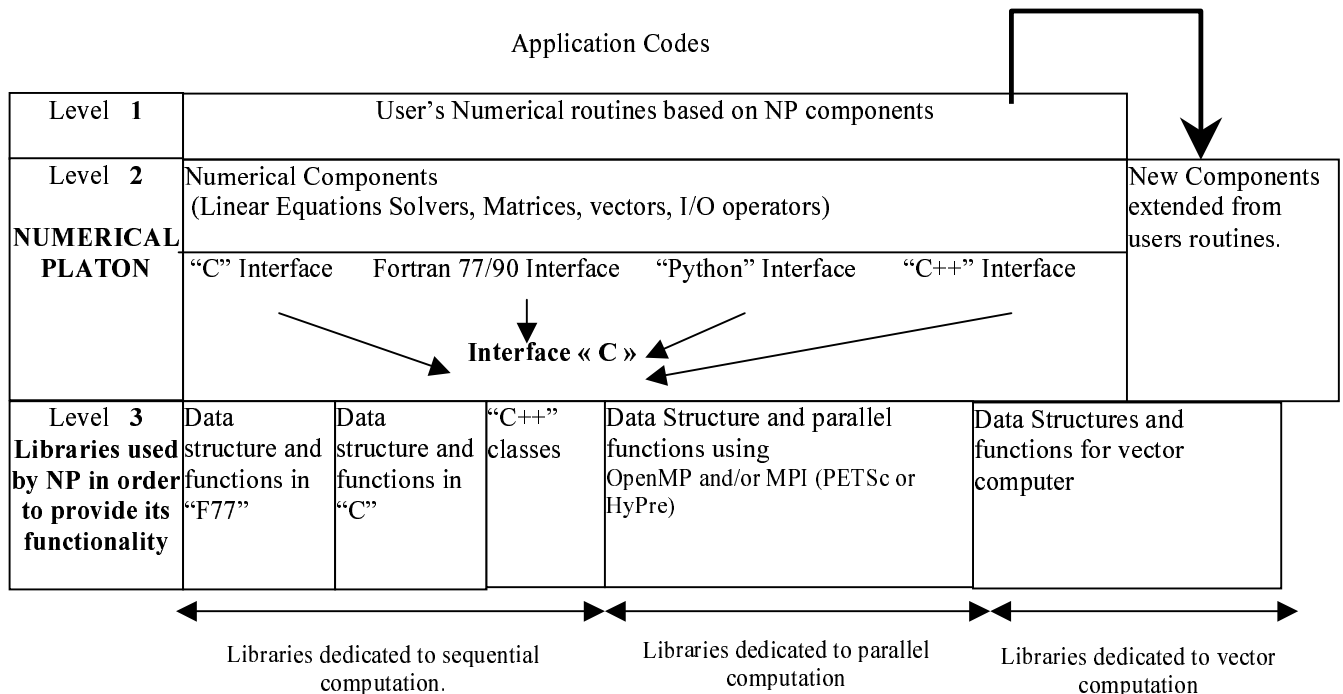 Application Codes
Level 1
User's Numerical routines based on NP components
Level 2
NUMERICAL
PLATON
Numerical Components
(Linear Equations Solvers, Matrices, vectors, I/O operators)
New Components
extended from
users routines.
“C” Interface
Fortran 77/90 Interface
“Python” Interface
“C++” Interface
Interface « C »
Level 3
Libraries used
by NP in order
to provide its
functionality
Data
structure and
functions in
“F77”
Data
structure and
functions in
“C”
“C++”
classes
Data Structure and parallel
functions using
OpenMP and/or MPI (PETSc or
HyPre)
Data Structures and
functions for vector
computer
Libraries dedicated to sequential
computation.
Libraries dedicated to parallel
computation
Libraries dedicated to vector
computation